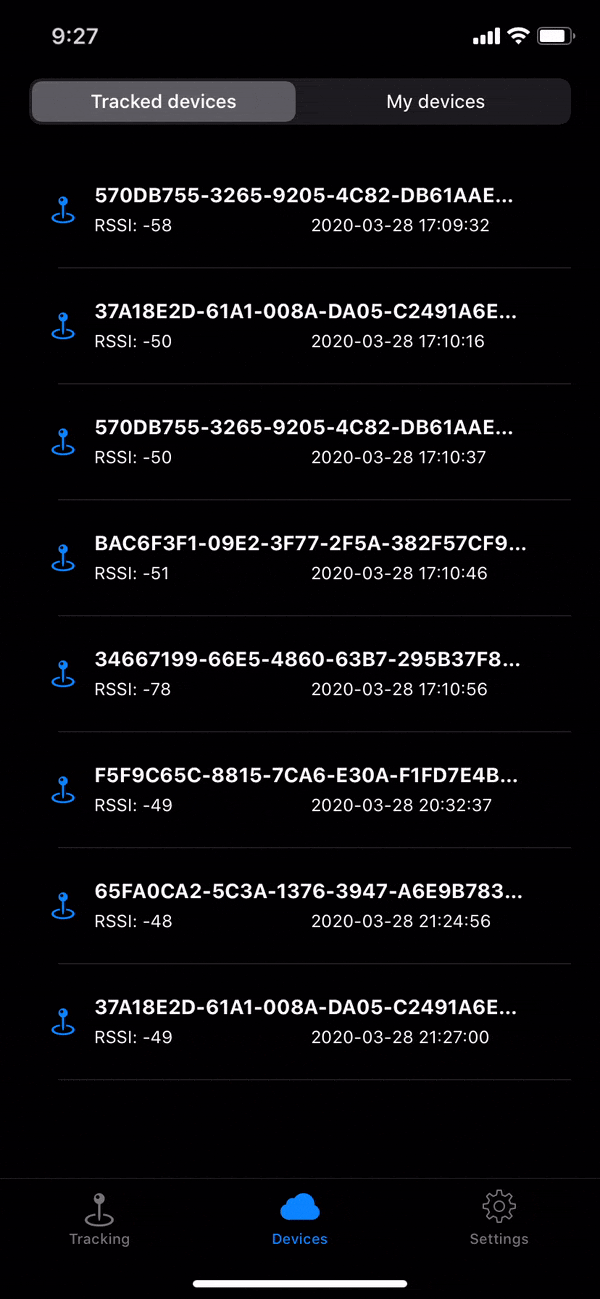 9:27
Tracked devices My devices
570DB755-3265-9205-4C82-DB61AAE...
RSSI: -58 2020-03-28 17:09:32
37A18E2D-61A1-008A-DA05-C2491A6E...
RSSI: -50 2020-03-28 17:10:16
570DB755-3265-9205-4C82-DB61AAE...
RSSI: -50 2020-03-28 17:10:37
BAC6F3F1-09E2-3F77-2F5A-382F57CF9...
RSSI: -51 2020-03-28 17:10:46
34667199-66E5-4860-63B7-295B37F8...
RSSI: -78 2020-03-28 17:10:56
F5F9C65C-8815-7CA6-E30A-F1FD7E4B...
RSSI: -49 2020-03-28 20:32:37
65FA0CA2-5C3A-1376-3947-A6E9B783...
RSSI: -48 2020-03-28 21:24:56
37A18E2D-61A1-008A-DA05-C2491A6E...
RSSI: -49 2020-03-28 21:27:00
Tracking Devices Settings